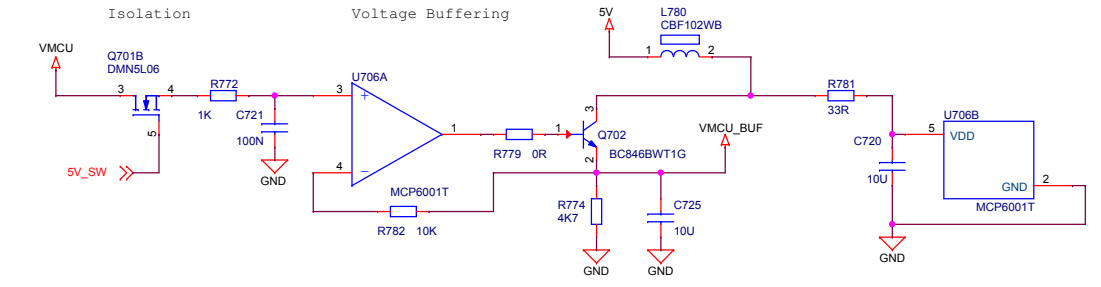 Isolation
Voltage Buffering
VMCU
Q701B
DMN5L06
3
4
5
5V_SW
R772
1K
C721
100N
GND
U706A
3
+
4
−
1
MCP6001T
R782 10K
R779 0R
1
3
2
Q702
BC846BWT1G
5V
L780
CBF102WB
1
2
VMCU_BUF
R774
4K7
GND
C725
10U
GND
R781
33R
C720
10U
GND
U706B
5
VDD
GND
2
MCP6001T